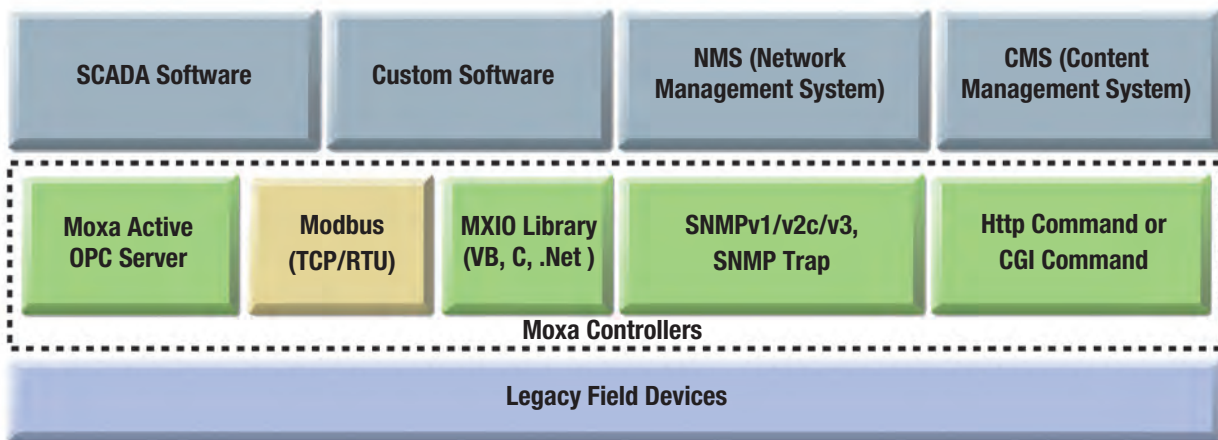 SCADA Software
Custom Software
NMS (Network
Management System)
CMS (Content
Management System)
Moxa Active
OPC Server
Modbus
(TCP/RTU)
MXIO Library
(VB, C, .Net )
SNMPv1/v2c/v3,
SNMP Trap
Http Command or
CGI Command
Moxa Controllers
Legacy Field Devices